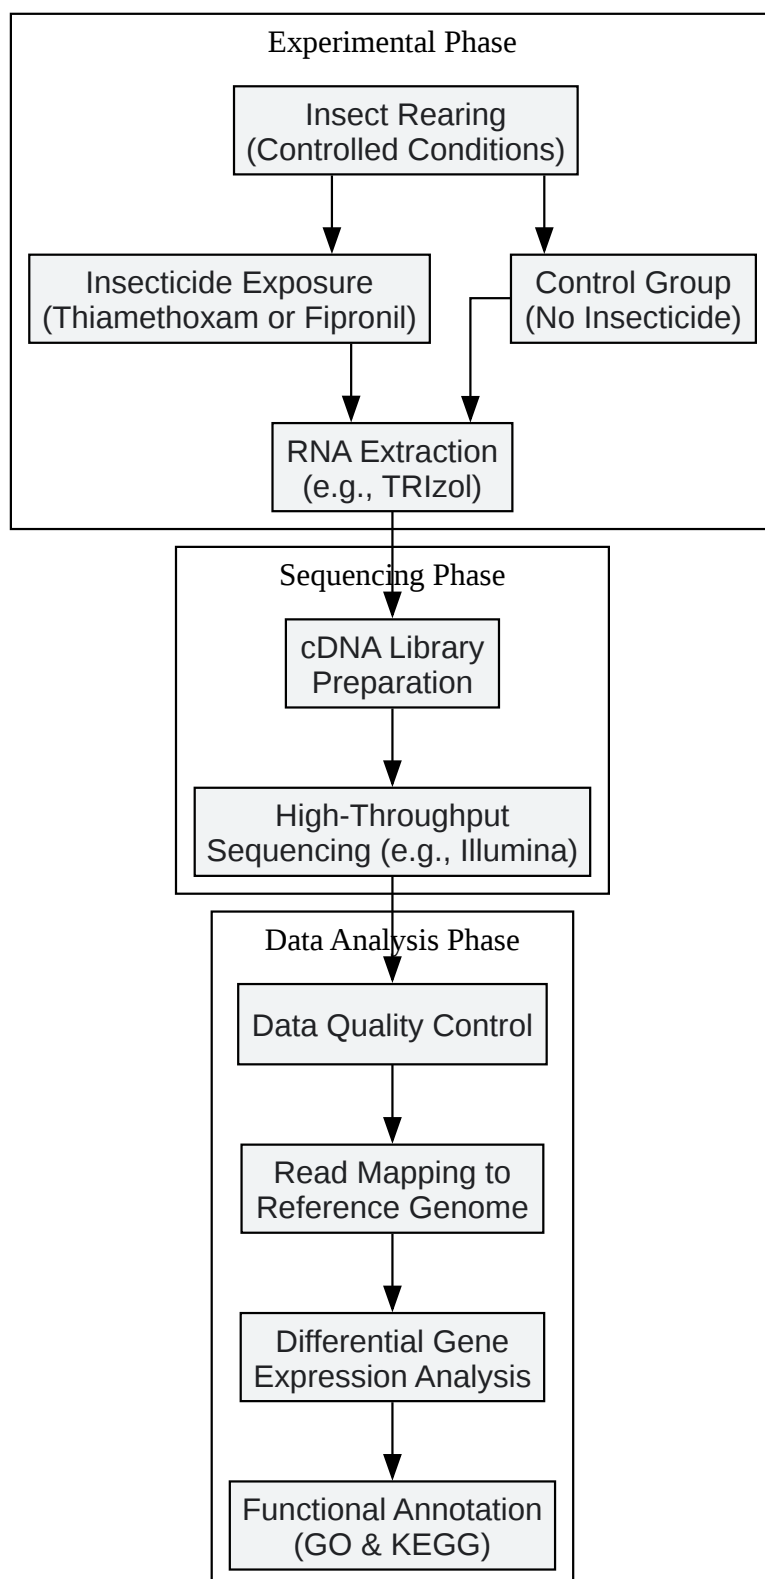 Experimental Phase
Insect Rearing
(Controlled Conditions)
Insecticide Exposure
(Thiamethoxam or Fipronil)
Control Group
(No Insecticide)
RNA Extraction
(e.g., TRIzol)
Sequencing Phase
cDNA Library
Preparation
High-Throughput
Sequencing (e.g., Illumina)
Data Analysis Phase
Data Quality Control
Read Mapping to
Reference Genome
Differential Gene
Expression Analysis
Functional Annotation
(GO & KEGG)